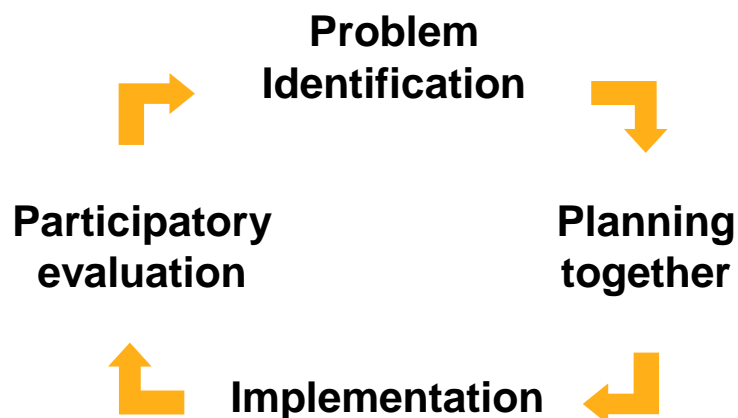 Problem
Identification
Participatory
evaluation
Planning
together
Implementation